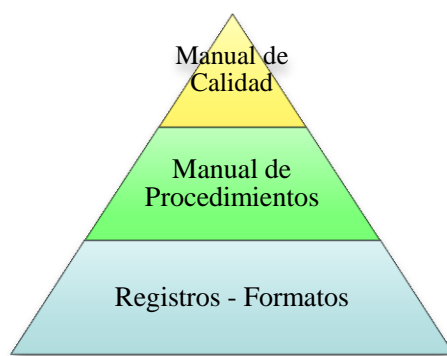 Manual de
Calidad
Manual de
Procedimientos
Registros - Formatos